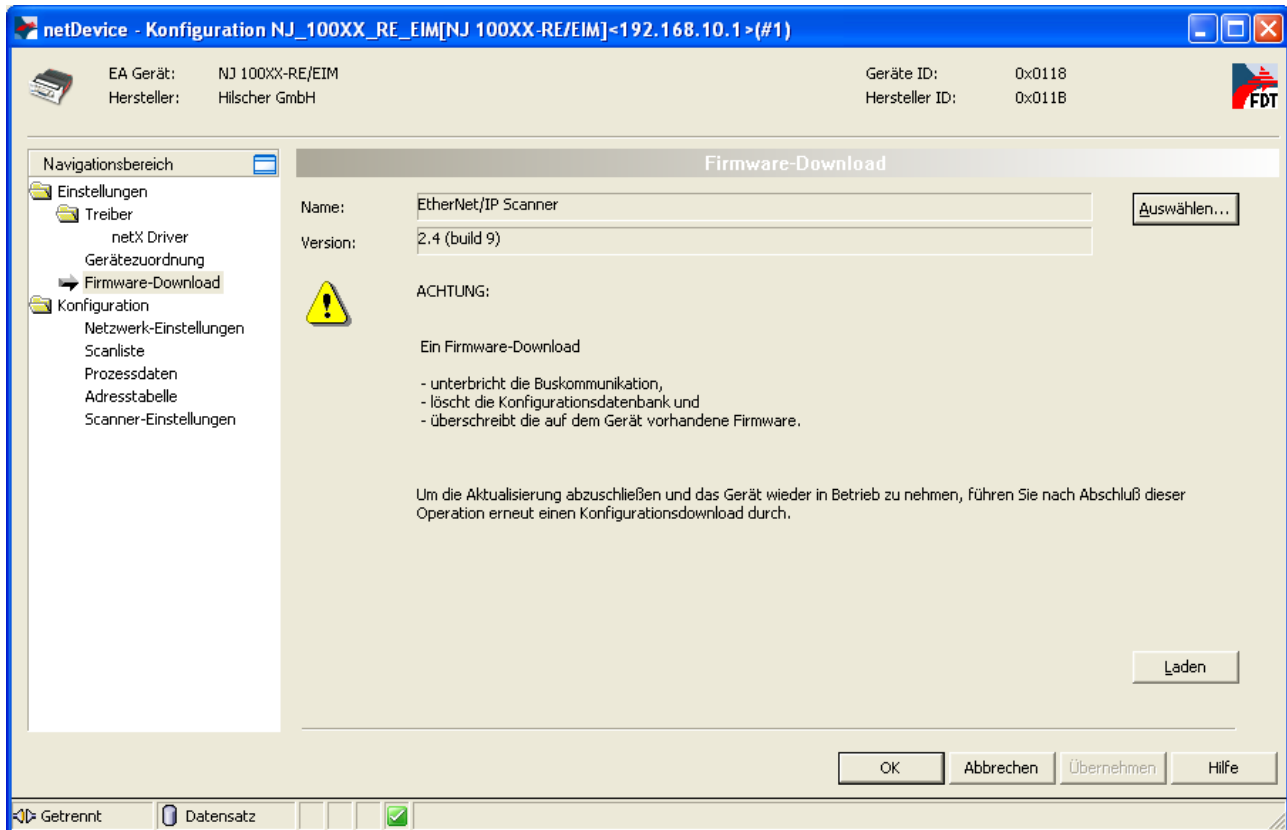 netDevice - Konfiguration NJ_100XX_RE_EIM[NJ 100XX-RE/EIM]<192.168.10.1>(#1)
EA Gerät: NJ 100XX-RE/EIM Geräte ID: 0x0118
Hersteller: Hilscher GmbH Hersteller ID: 0x011B
FDT
Navigationsbereich
Einstellungen
Treiber
netX Driver
Gerätezuordnung
Firmware-Download
Konfiguration
Netzwerk-Einstellungen
Scanliste
Prozessdaten
Adresstabelle
Scanner-Einstellungen
Firmware-Download
Name: EtherNet/IP Scanner Auswählen...
Version: 2.4 (build 9)
ACHTUNG:
Ein Firmware-Download
- unterbricht die Buskommunikation,
- löscht die Konfigurationsdatenbank und
- überschreibt die auf dem Gerät vorhandene Firmware.
Um die Aktualisierung abzuschließen und das Gerät wieder in Betrieb zu nehmen, führen Sie nach Abschluß dieser
Operation erneut einen Konfigurationsdownload durch.
Laden
OK Abbrechen Übernehmen Hilfe
Getrennt Datensatz